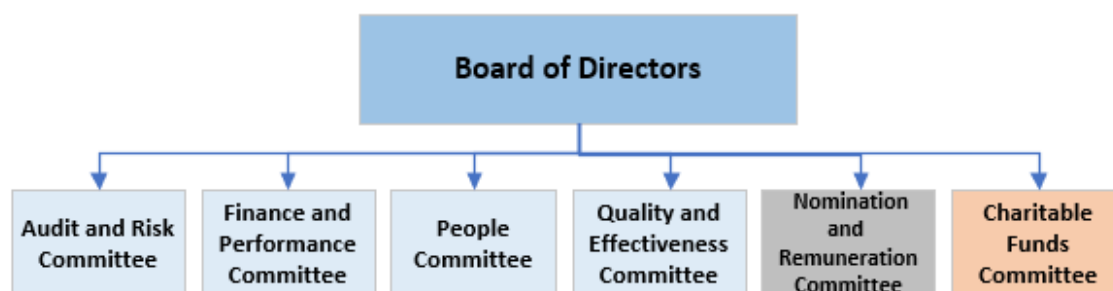 Board of Directors
Audit and Risk
Committee
Finance and
Performance
Committee
People
Committee
Quality and
Effectiveness
Committee
Nomination
and
Remuneration
Committee
Charitable
Funds
Committee